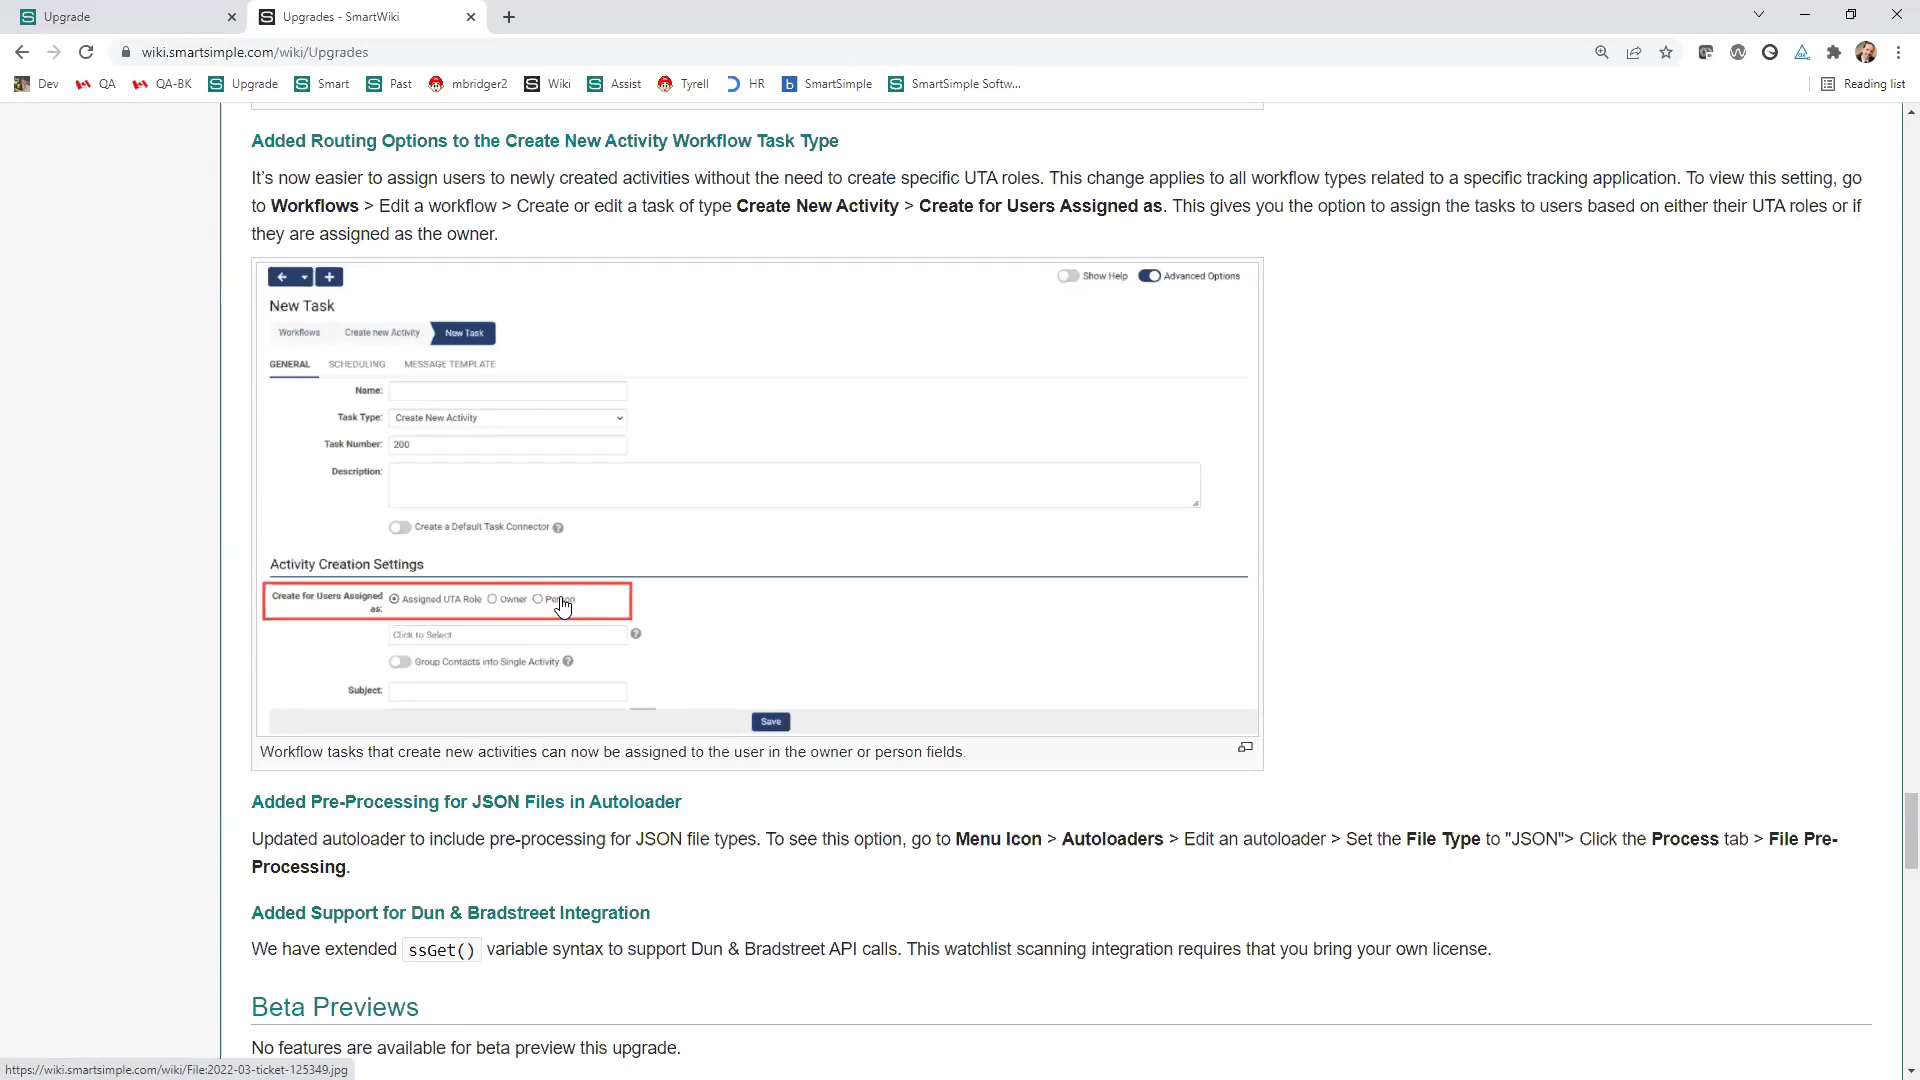 Upgrade
Upgrades - SmartWiki
wiki.smartsimple.com/wiki/Upgrades
Dev QA QA-BK Upgrade Smart Past mbridger2 Wiki Assist Tyrell HR SmartSimple SmartSimple Softw... Reading list
Added Routing Options to the Create New Activity Workflow Task Type
It’s now easier to assign users to newly created activities without the need to create specific UTA roles. This change applies to all workflow types related to a specific tracking application. To view this setting, go
to Workflows > Edit a workflow > Create or edit a task of type Create New Activity > Create for Users Assigned as. This gives you the option to assign the tasks to users based on either their UTA roles or if
they are assigned as the owner.
Show Help Advanced Options
New Task
Workflows Create new Activity New Task
GENERAL SCHEDULING MESSAGE TEMPLATE
Name:
Task Type: Create New Activity
Task Number: 200
Description:
Create a Default Task Connector
Activity Creation Settings
Create for Users Assigned as: Assigned UTA Role Owner Person
Click to Select
Group Contacts into Single Activity
Subject:
Save
Workflow tasks that create new activities can now be assigned to the user in the owner or person fields.
Added Pre-Processing for JSON Files in Autoloader
Updated autoloader to include pre-processing for JSON file types. To see this option, go to Menu Icon > Autoloaders > Edit an autoloader > Set the File Type to "JSON"> Click the Process tab > File Pre-
Processing.
Added Support for Dun & Bradstreet Integration
We have extended ssGet() variable syntax to support Dun & Bradstreet API calls. This watchlist scanning integration requires that you bring your own license.
Beta Previews
No features are available for beta preview this upgrade.
https://wiki.smartsimple.com/wiki/File:2022-03-ticket-125349.jpg